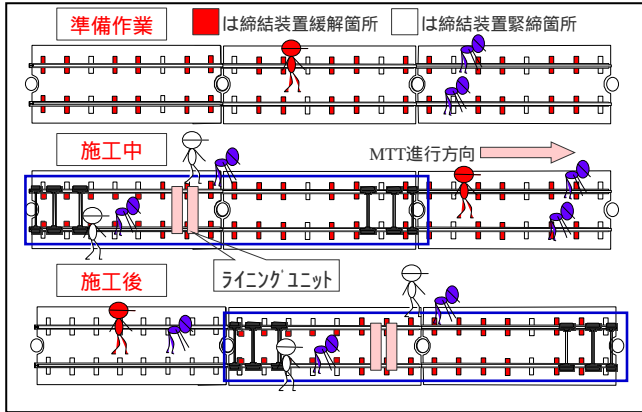 準備作業
は締結装置緩解箇所
は締結装置緊締箇所
施工中
MTT進行方向
ﾗｲﾆﾝｸﾞﾕﾆｯﾄ
施工後